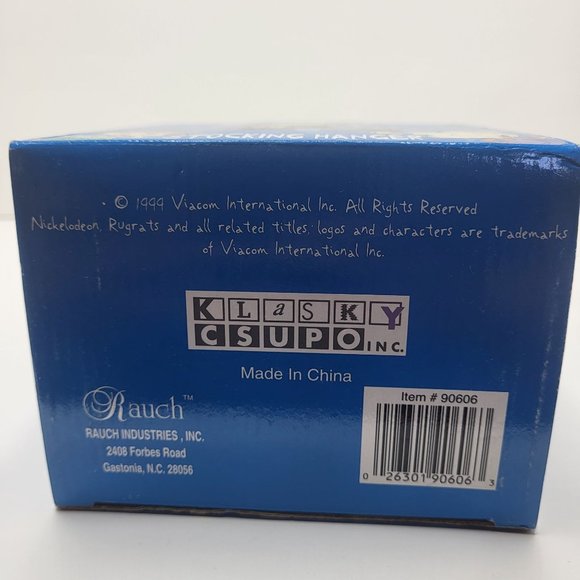 STOCKING HANGER
© 1999 Viacom International Inc. All Rights Reserved
Nickelodeon, Rugrats and all related titles, logos and characters are trademarks
of Viacom International Inc.
KLaSKY
CSUPO INC.
Made In China
Rauch™
RAUCH INDUSTRIES, INC.
2408 Forbes Road
Gastonia, N.C. 28056
Item # 90606
0 26301 90606 3